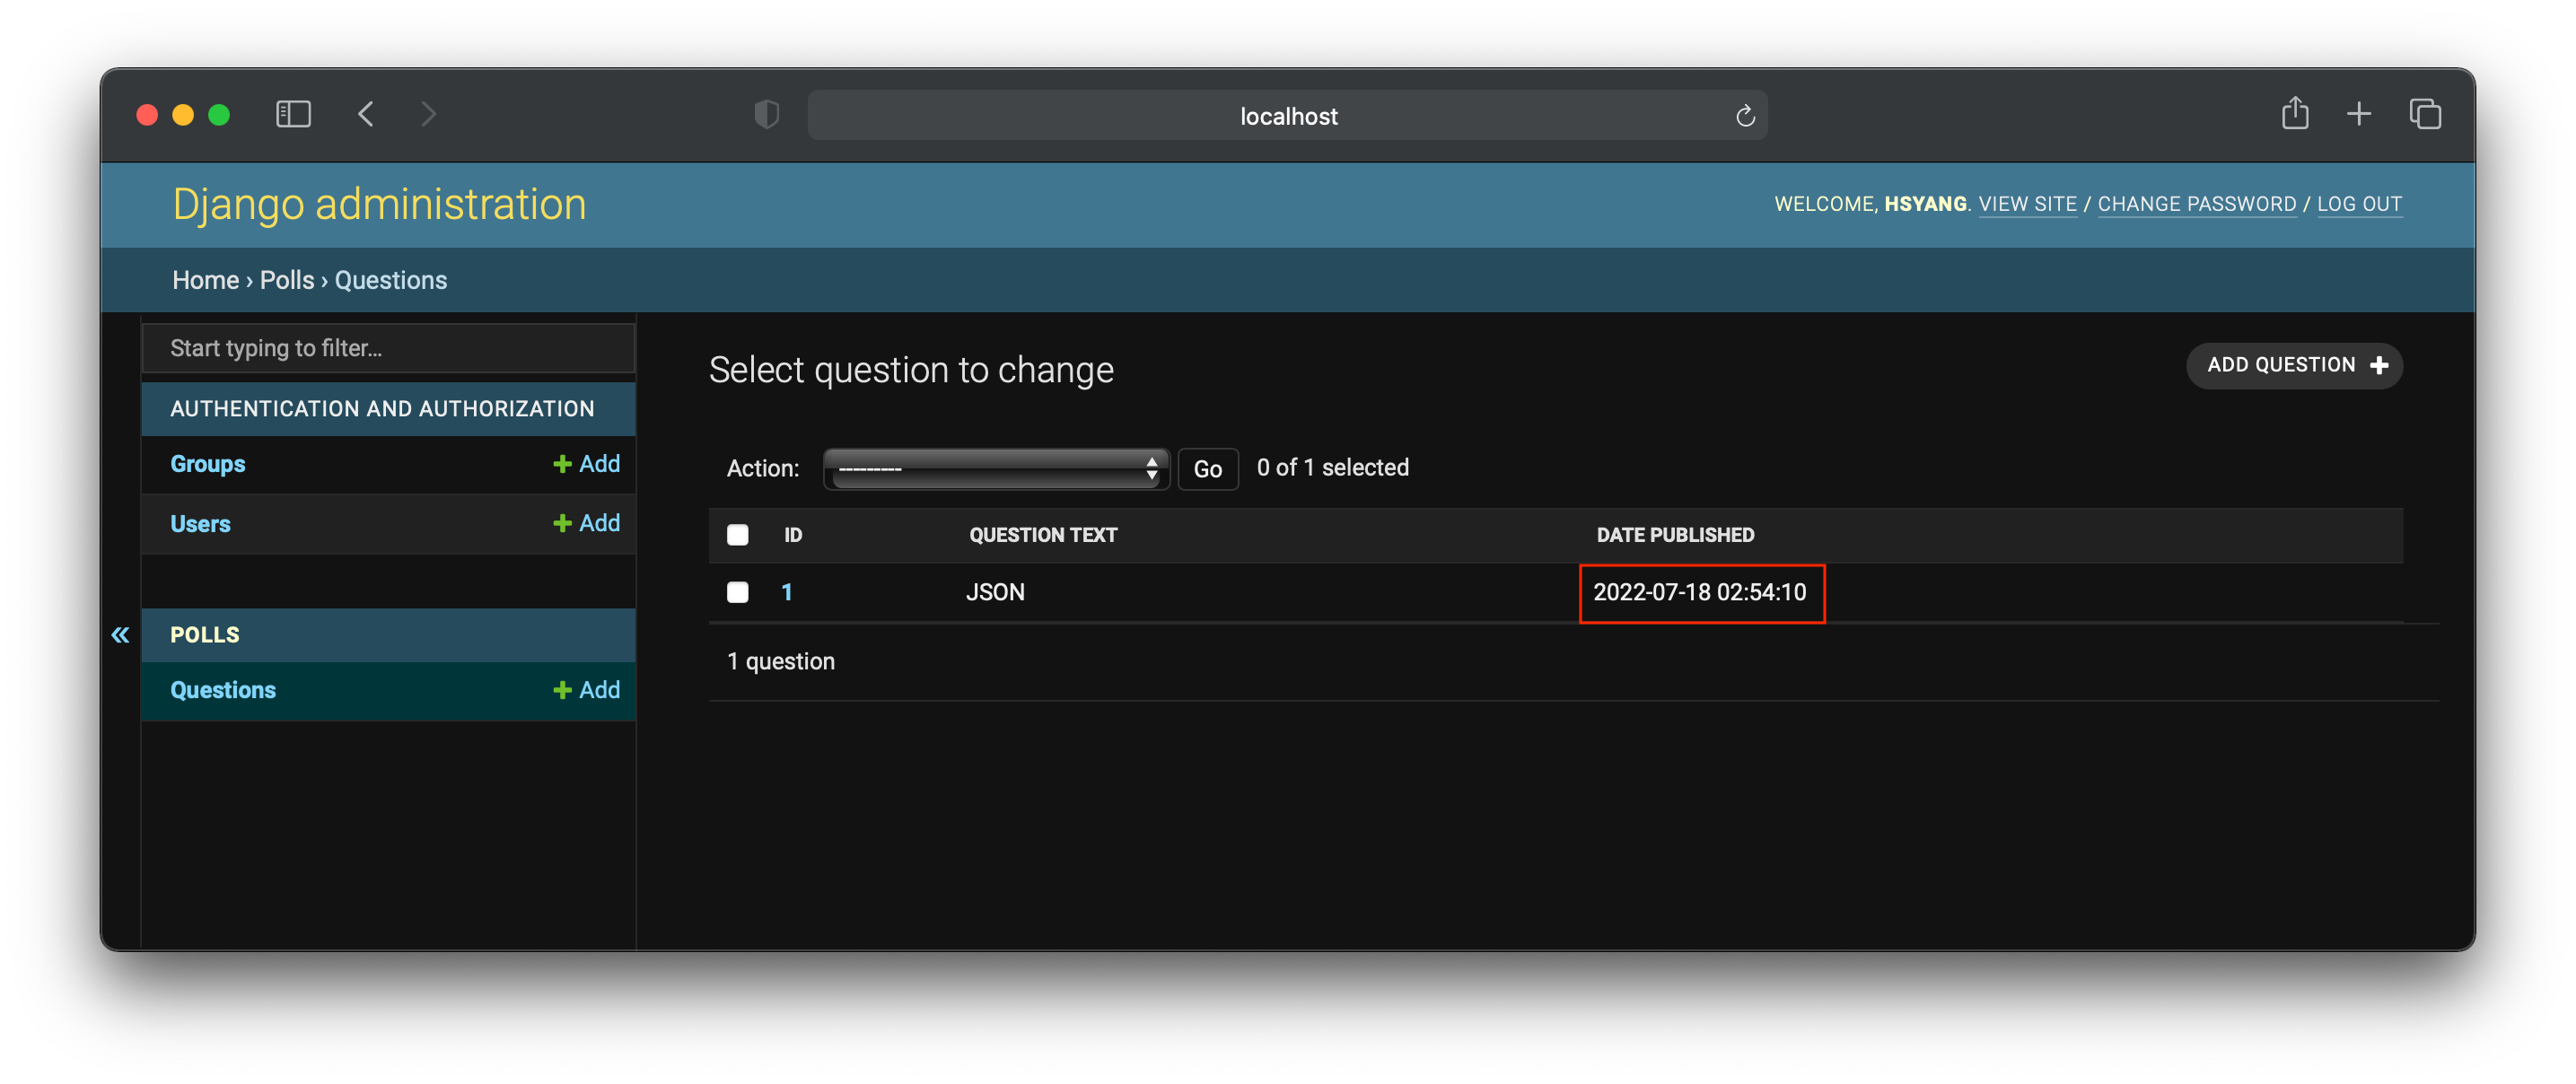 localhost
Django administration
WELCOME, HSYANG. VIEW SITE / CHANGE PASSWORD / LOG OUT
Home › Polls › Questions
Start typing to filter...
AUTHENTICATION AND AUTHORIZATION
Groups + Add
Users + Add
POLLS
Questions + Add
Select question to change
ADD QUESTION +
Action: --------- Go 0 of 1 selected
ID QUESTION TEXT DATE PUBLISHED
1 JSON 2022-07-18 02:54:10
1 question